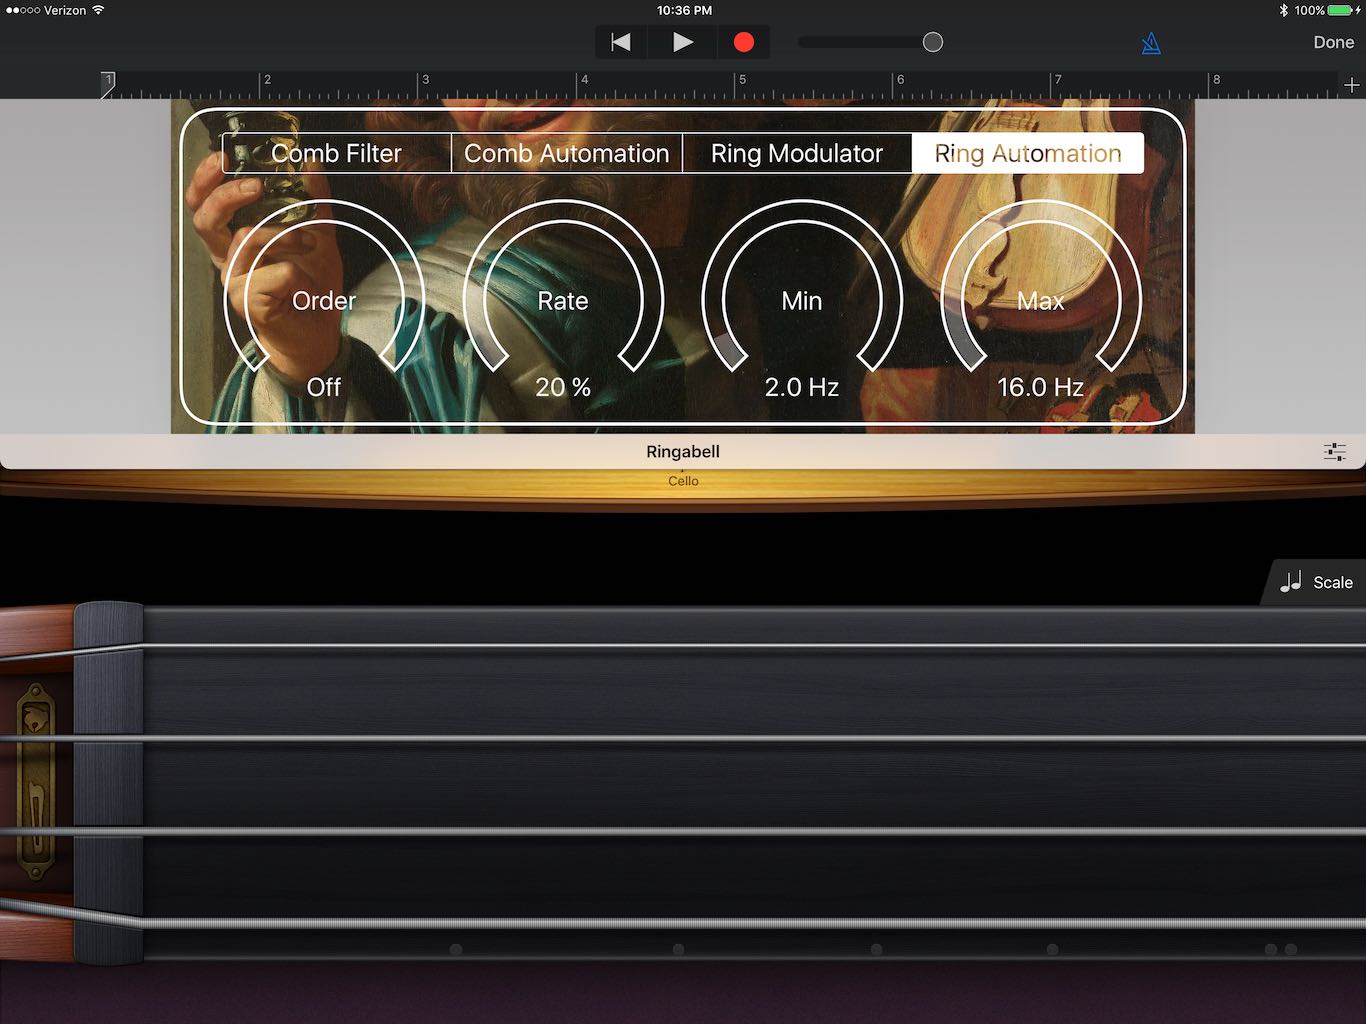 Verizon 10:36 PM 100%
Done
1 2 3 4 5 6 7 8
Comb Filter Comb Automation Ring Modulator Ring Automation
Order Rate Min Max
Off 20 % 2.0 Hz 16.0 Hz
Ringabell
Cello
Scale